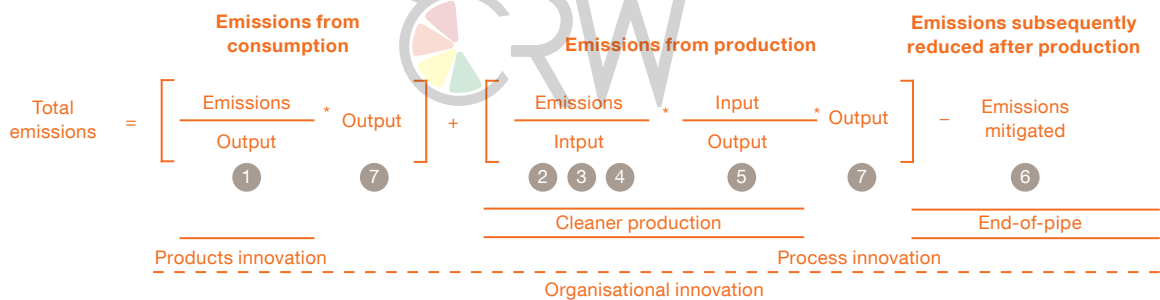 Emissions from
consumption
Emissions from production
Emissions subsequently
reduced after production
CRW
Total
emissions
=
[
Emissions
Output
*
Output
]
+
[
Emissions
Intput
*
Input
Output
*
Output
]
–
Emissions
mitigated
1
7
2
3
4
5
7
6
Cleaner production
End-of-pipe
Products innovation
Process innovation
Organisational innovation